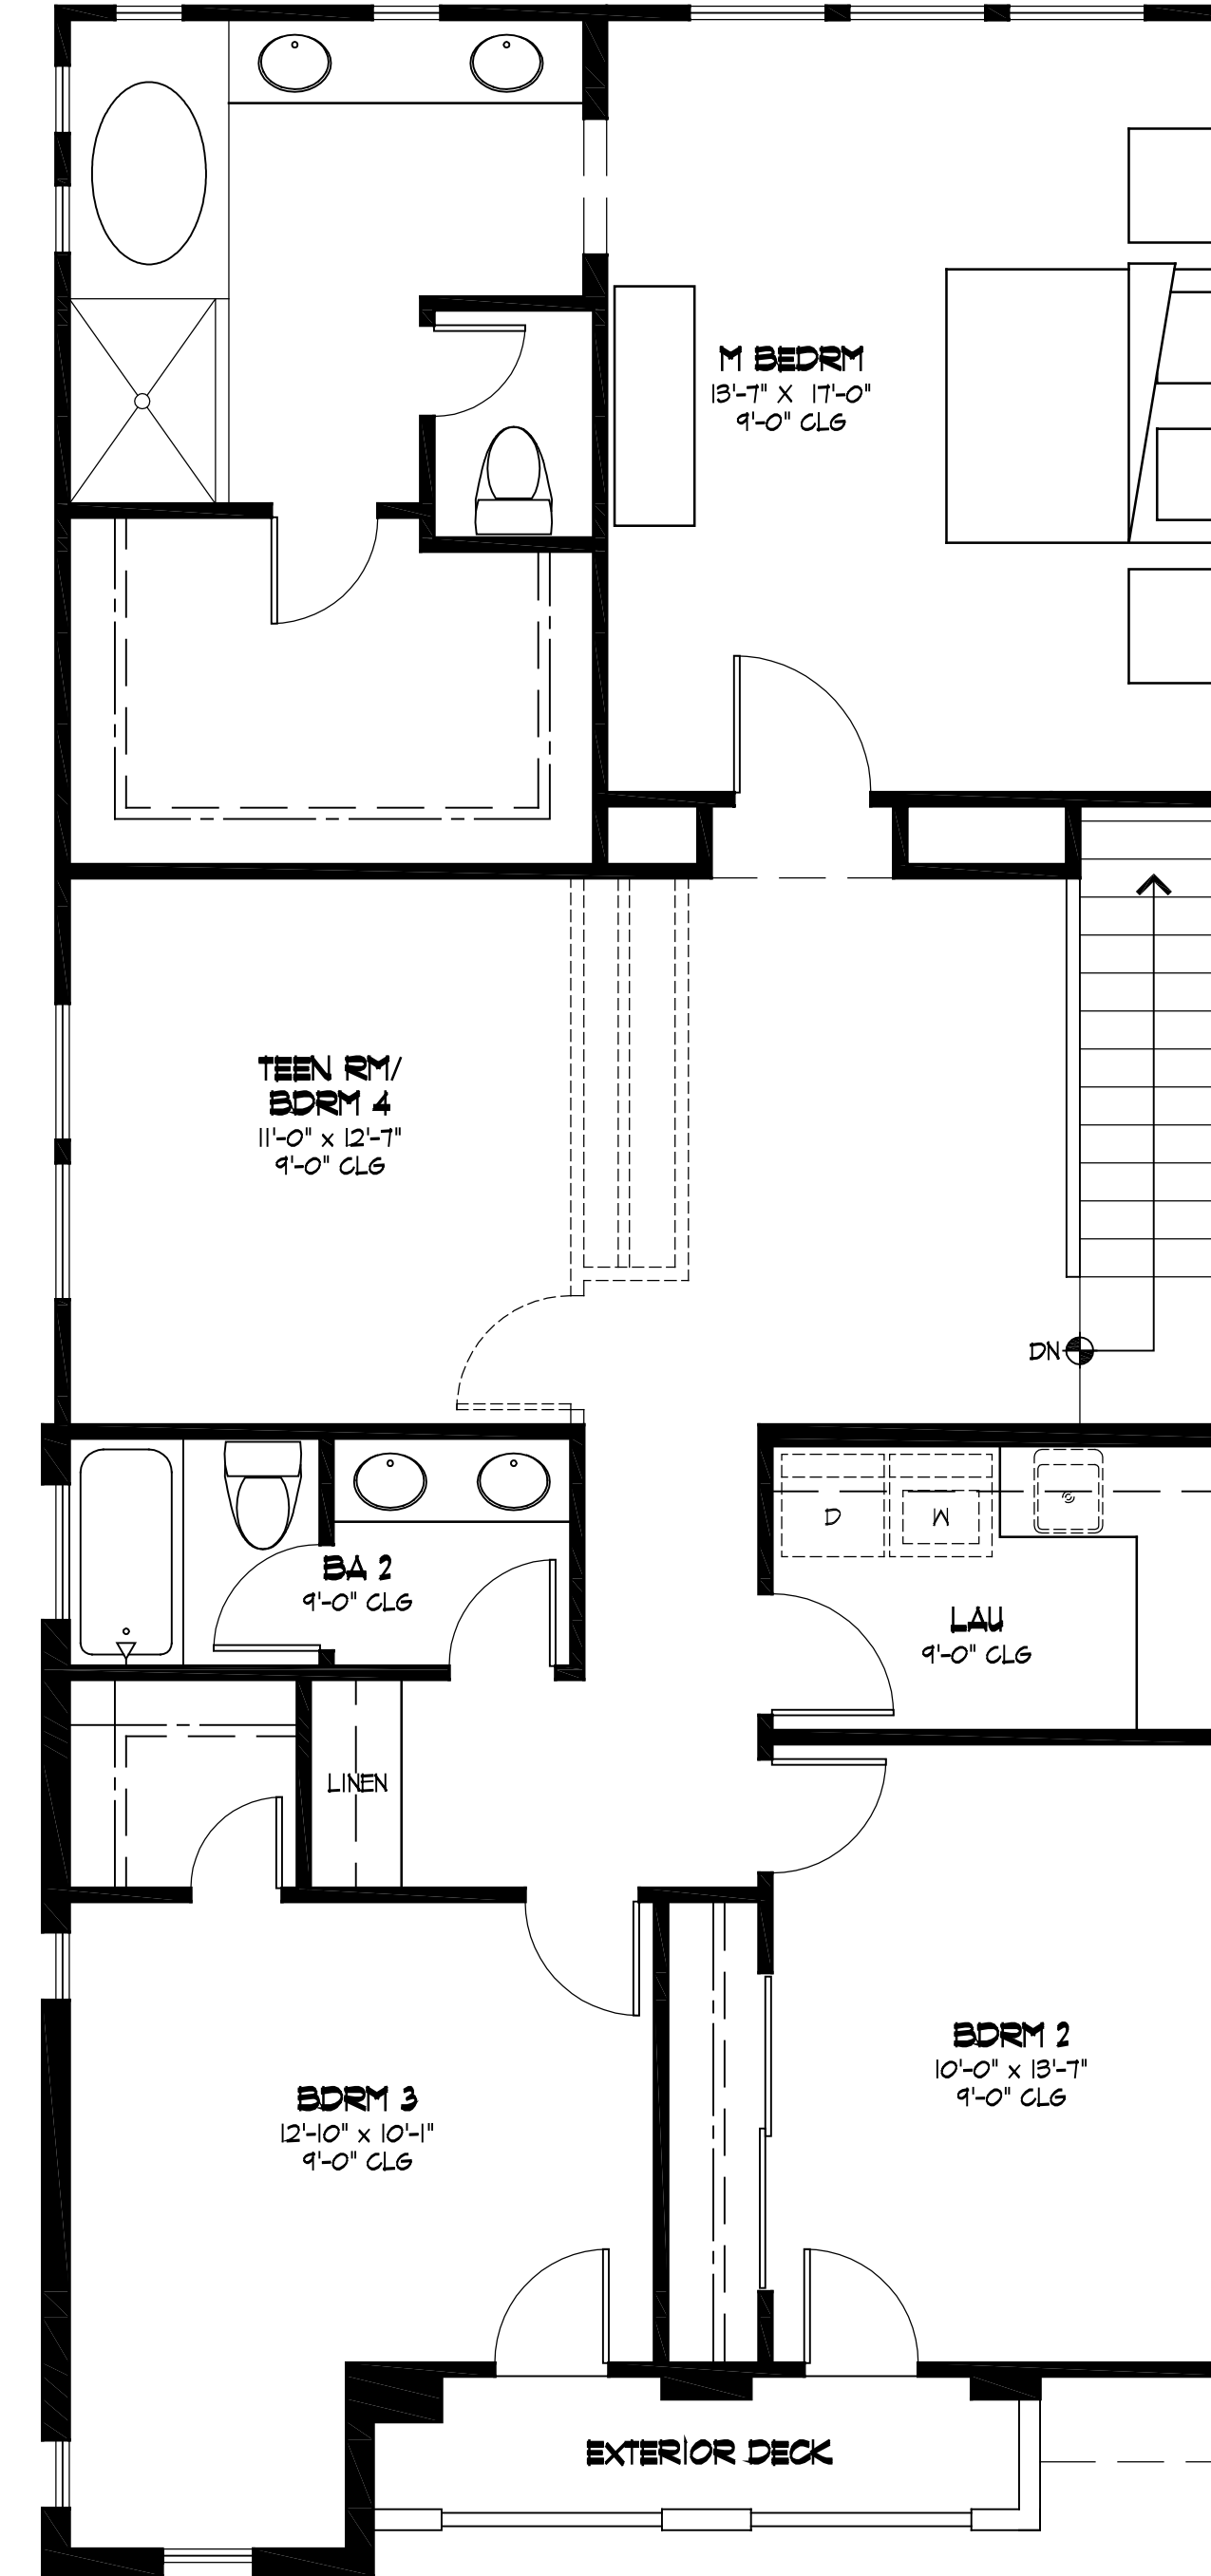 M BEDRM
13'-7" X 17'-0"
9'-0" CLG
TEEN RM/
BDRM 4
11'-0" x 12'-7"
9'-0" CLG
DN
D
W
BA 2
9'-0" CLG
LAU
9'-0" CLG
LINEN
BDRM 2
10'-0" x 13'-7"
9'-0" CLG
BDRM 3
12'-10" x 10'-1"
9'-0" CLG
EXTERIOR DECK